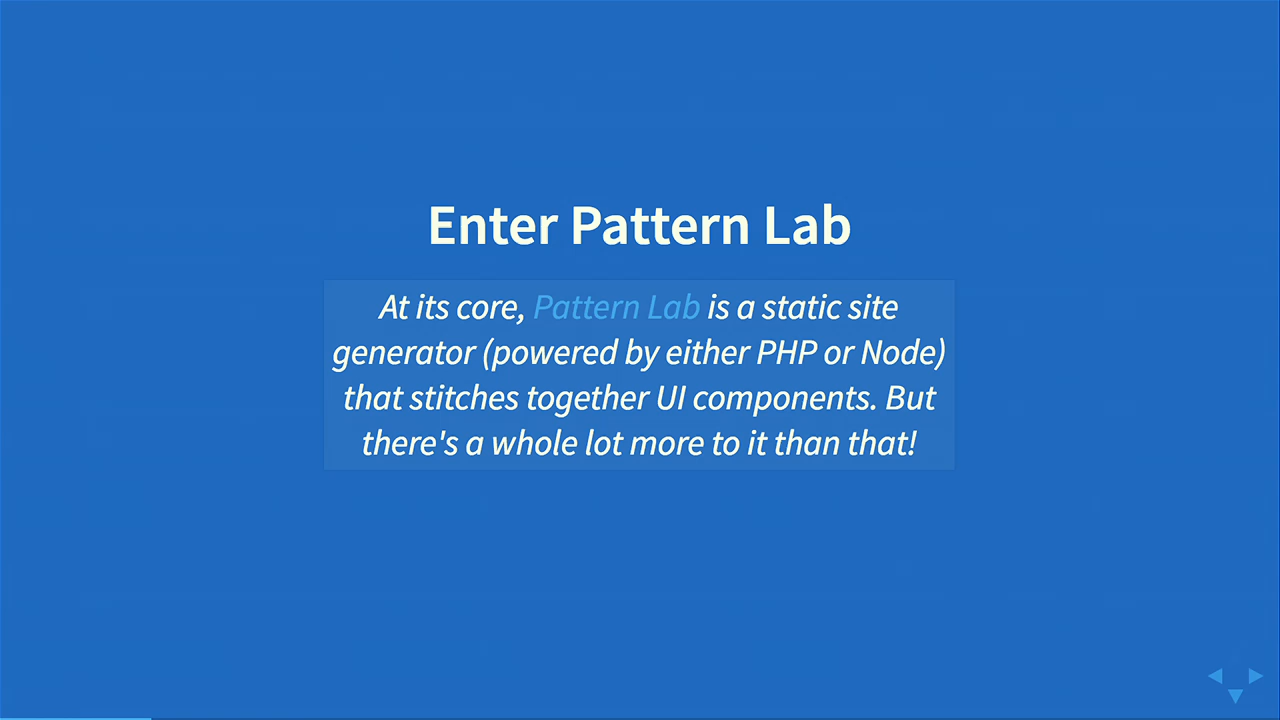 Enter Pattern Lab
At its core, Pattern Lab is a static site
generator (powered by either PHP or Node)
that stitches together UI components. But
there's a whole lot more to it than that!